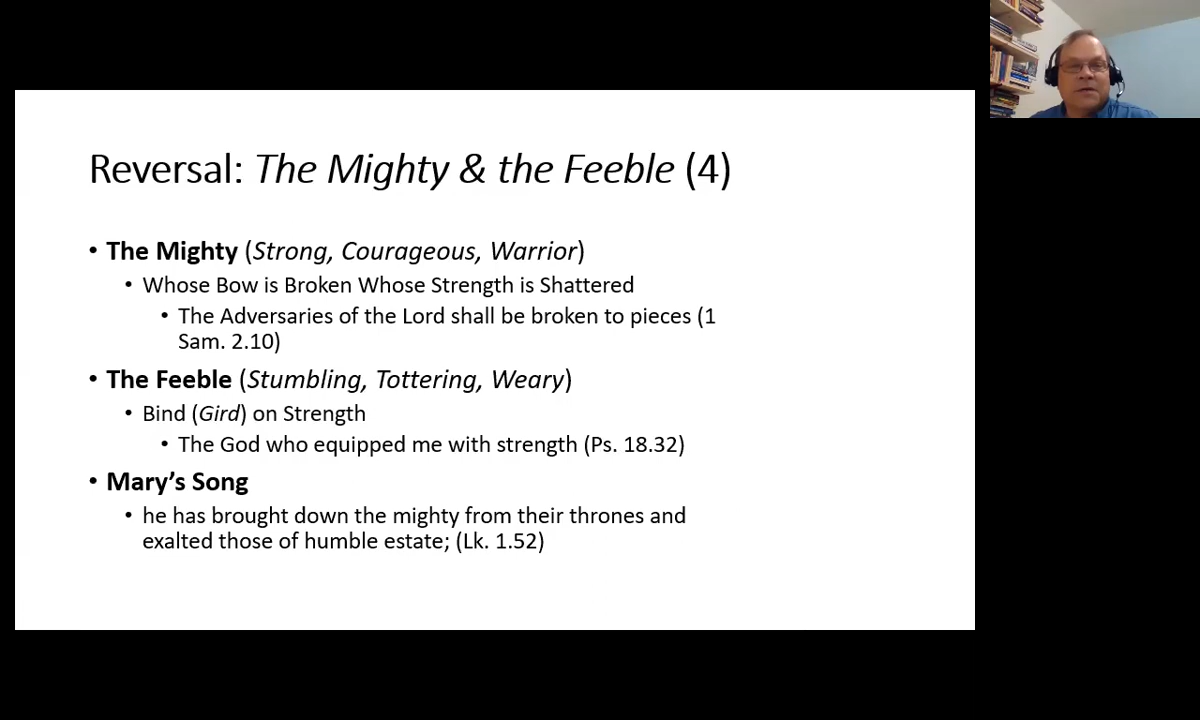 Reversal: The Mighty & the Feeble (4)
• The Mighty (Strong, Courageous, Warrior)
• Whose Bow is Broken Whose Strength is Shattered
• The Adversaries of the Lord shall be broken to pieces (1
Sam. 2.10)
• The Feeble (Stumbling, Tottering, Weary)
• Bind (Gird) on Strength
• The God who equipped me with strength (Ps. 18.32)
• Mary’s Song
• he has brought down the mighty from their thrones and
exalted those of humble estate; (Lk. 1.52)